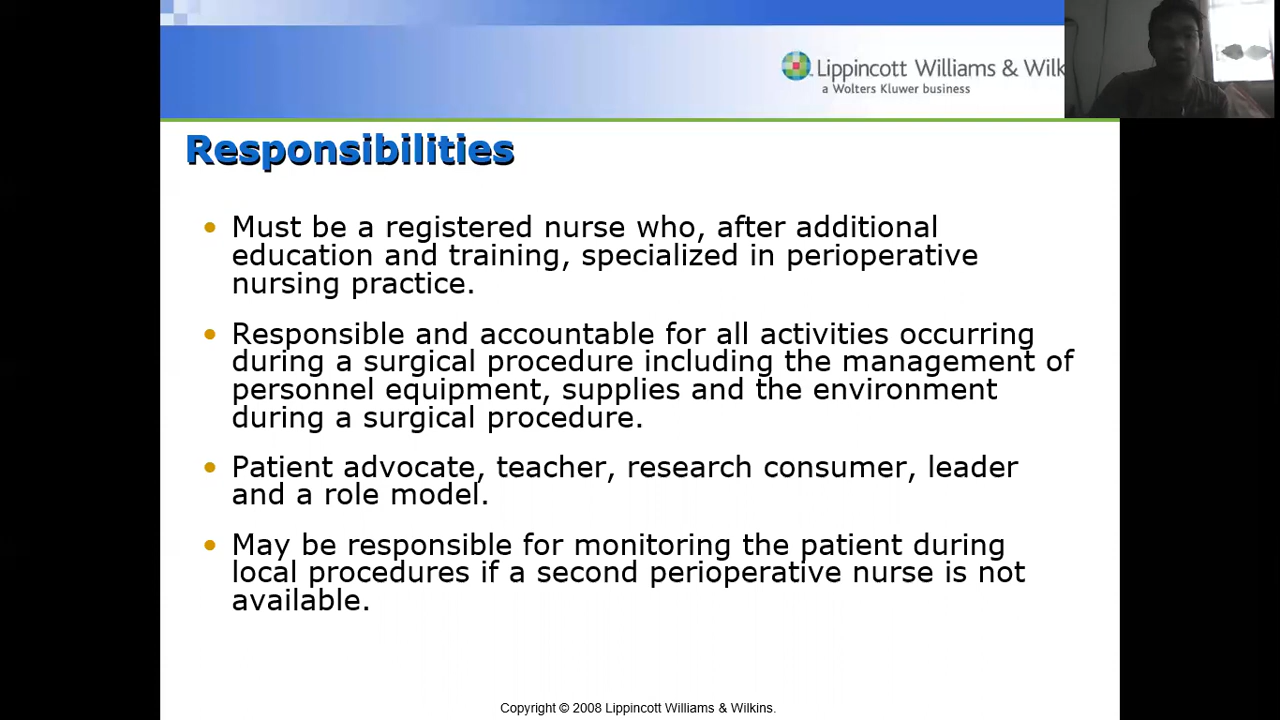 Lippincott Williams & Wilk
a Wolters Kluwer business
Responsibilities
• Must be a registered nurse who, after additional
education and training, specialized in perioperative
nursing practice.
• Responsible and accountable for all activities occurring
during a surgical procedure including the management of
personnel equipment, supplies and the environment
during a surgical procedure.
• Patient advocate, teacher, research consumer, leader
and a role model.
• May be responsible for monitoring the patient during
local procedures if a second perioperative nurse is not
available.
Copyright © 2008 Lippincott Williams & Wilkins.